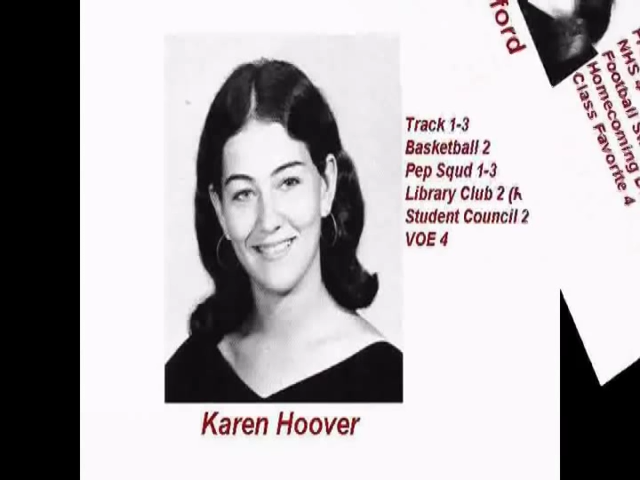 ford
NHS 4
Football
Homecoming
Class Favorite 4
Track 1-3
Basketball 2
Pep Squd 1-3
Library Club 2 (
Student Council 2
VOE 4
Karen Hoover